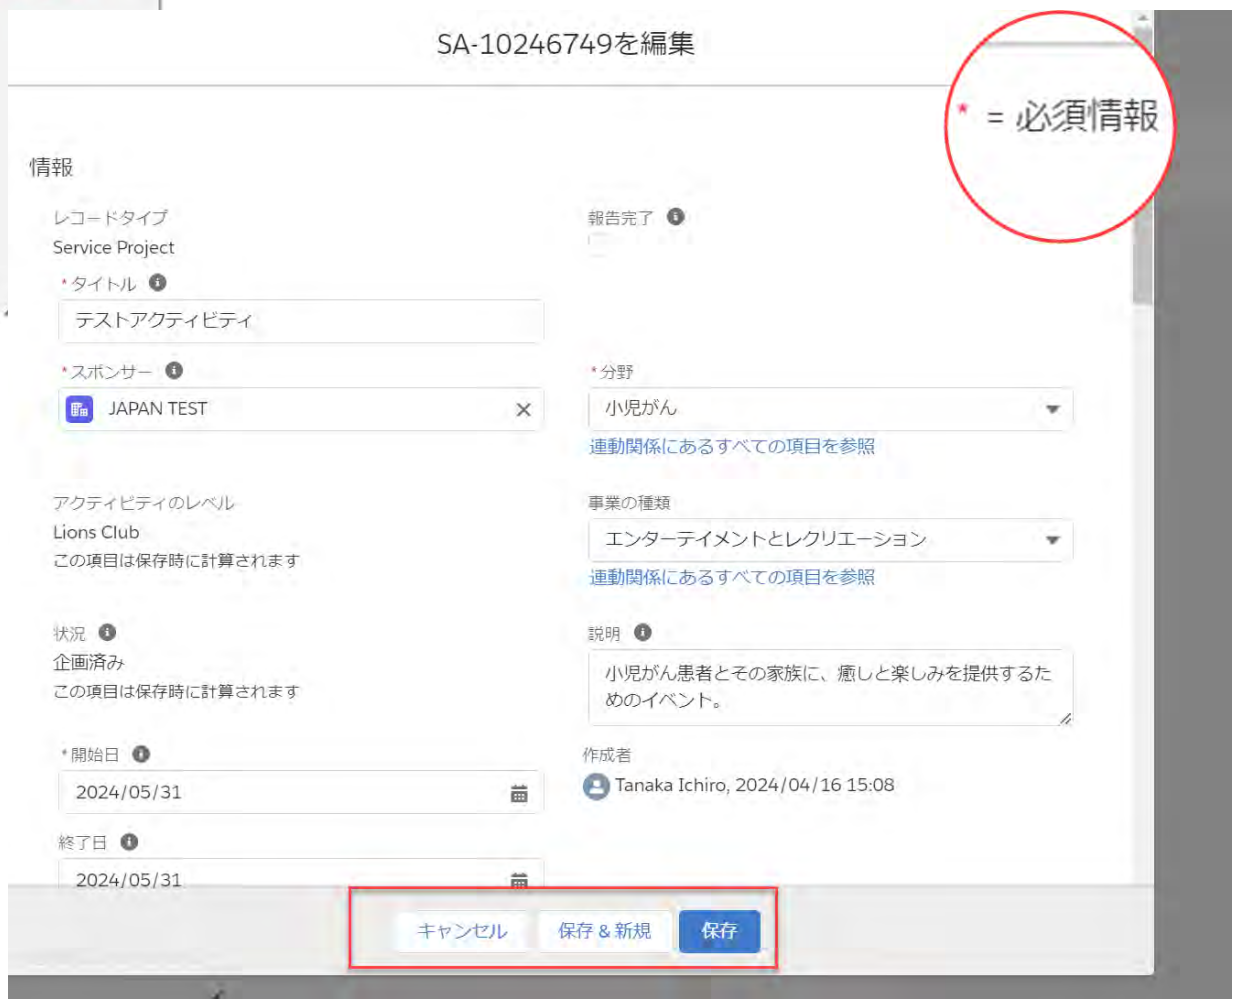 SA-10246749を編集
* = 必須情報
情報
レコードタイプ
Service Project
報告完了
*タイトル
テストアクティビティ
*スポンサー
JAPAN TEST
*分野
小児がん
連動関係にあるすべての項目を参照
アクティビティのレベル
Lions Club
この項目は保存時に計算されます
事業の種類
エンターテイメントとレクリエーション
連動関係にあるすべての項目を参照
状況
企画済み
この項目は保存時に計算されます
説明
小児がん患者とその家族に、癒しと楽しみを提供するた
めのイベント。
*開始日
2024/05/31
作成者
Tanaka Ichiro, 2024/04/16 15:08
終了日
2024/05/31
キャンセル
保存 & 新規
保存